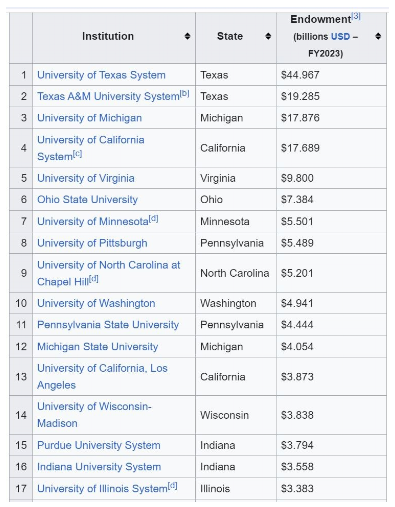 Institution State Endowment[3] (billions USD – FY2023)
1 University of Texas System Texas $44.967
2 Texas A&M University System[b] Texas $19.285
3 University of Michigan Michigan $17.876
4 University of California System[c] California $17.689
5 University of Virginia Virginia $9.800
6 Ohio State University Ohio $7.384
7 University of Minnesota[d] Minnesota $5.501
8 University of Pittsburgh Pennsylvania $5.489
9 University of North Carolina at Chapel Hill[d] North Carolina $5.201
10 University of Washington Washington $4.941
11 Pennsylvania State University Pennsylvania $4.444
12 Michigan State University Michigan $4.054
13 University of California, Los Angeles California $3.873
14 University of Wisconsin-Madison Wisconsin $3.838
15 Purdue University System Indiana $3.794
16 Indiana University System Indiana $3.558
17 University of Illinois System[d] Illinois $3.383